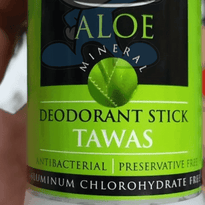 ALOE
MINERAL
DEODORANT STICK
TAWAS
ANTIBACTERIAL | PRESERVATIVE FREE
ALUMINUM CHLOROHYDRATE FREE